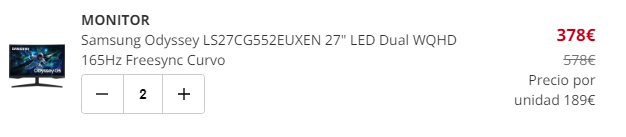 MONITOR
Samsung Odyssey LS27CG552EUXEN 27" LED Dual WQHD
165Hz Freesync Curvo
378€
578€
Precio por
unidad 189€
− 2 +